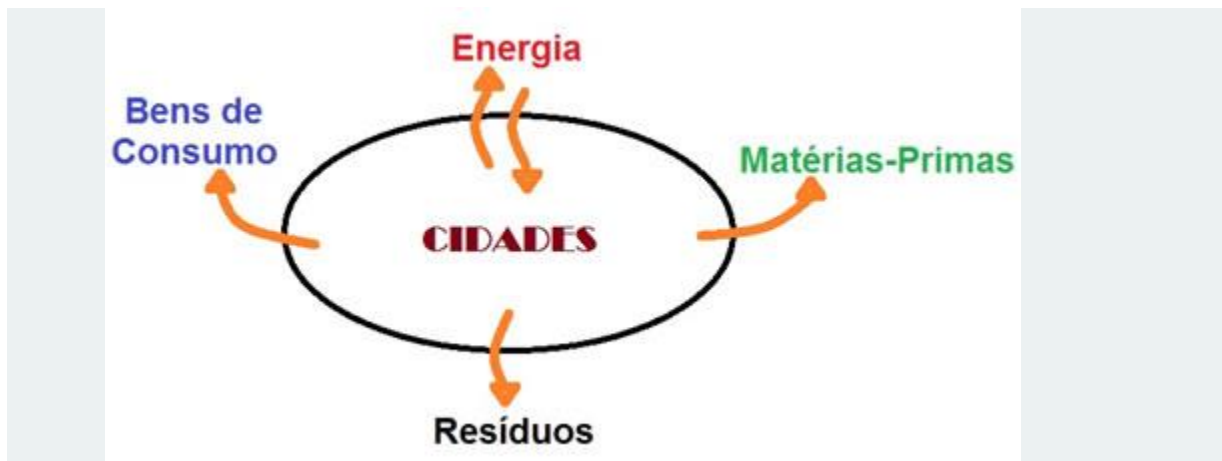 Energia
Bens de
Consumo
Matérias-Primas
CIDADES
Resíduos